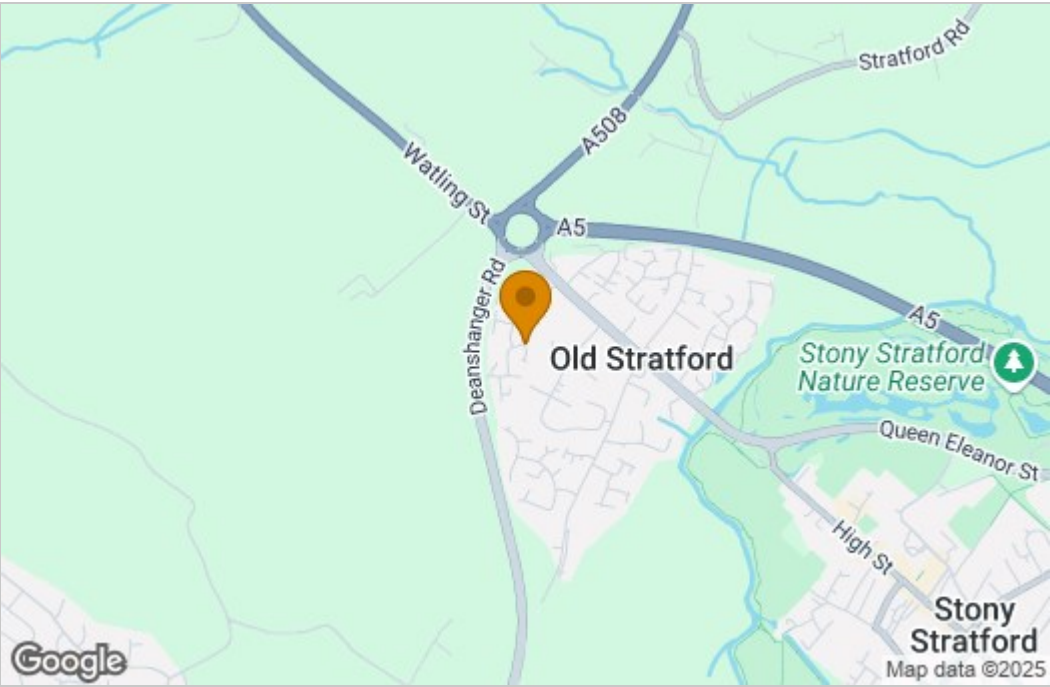 Stratford Rd
A508
Watling St
A5
Deanshanger Rd
A5
Old Stratford
Stony Stratford
Nature Reserve
Queen Eleanor St
High St
Stony
Stratford
Google
Map data ©2025